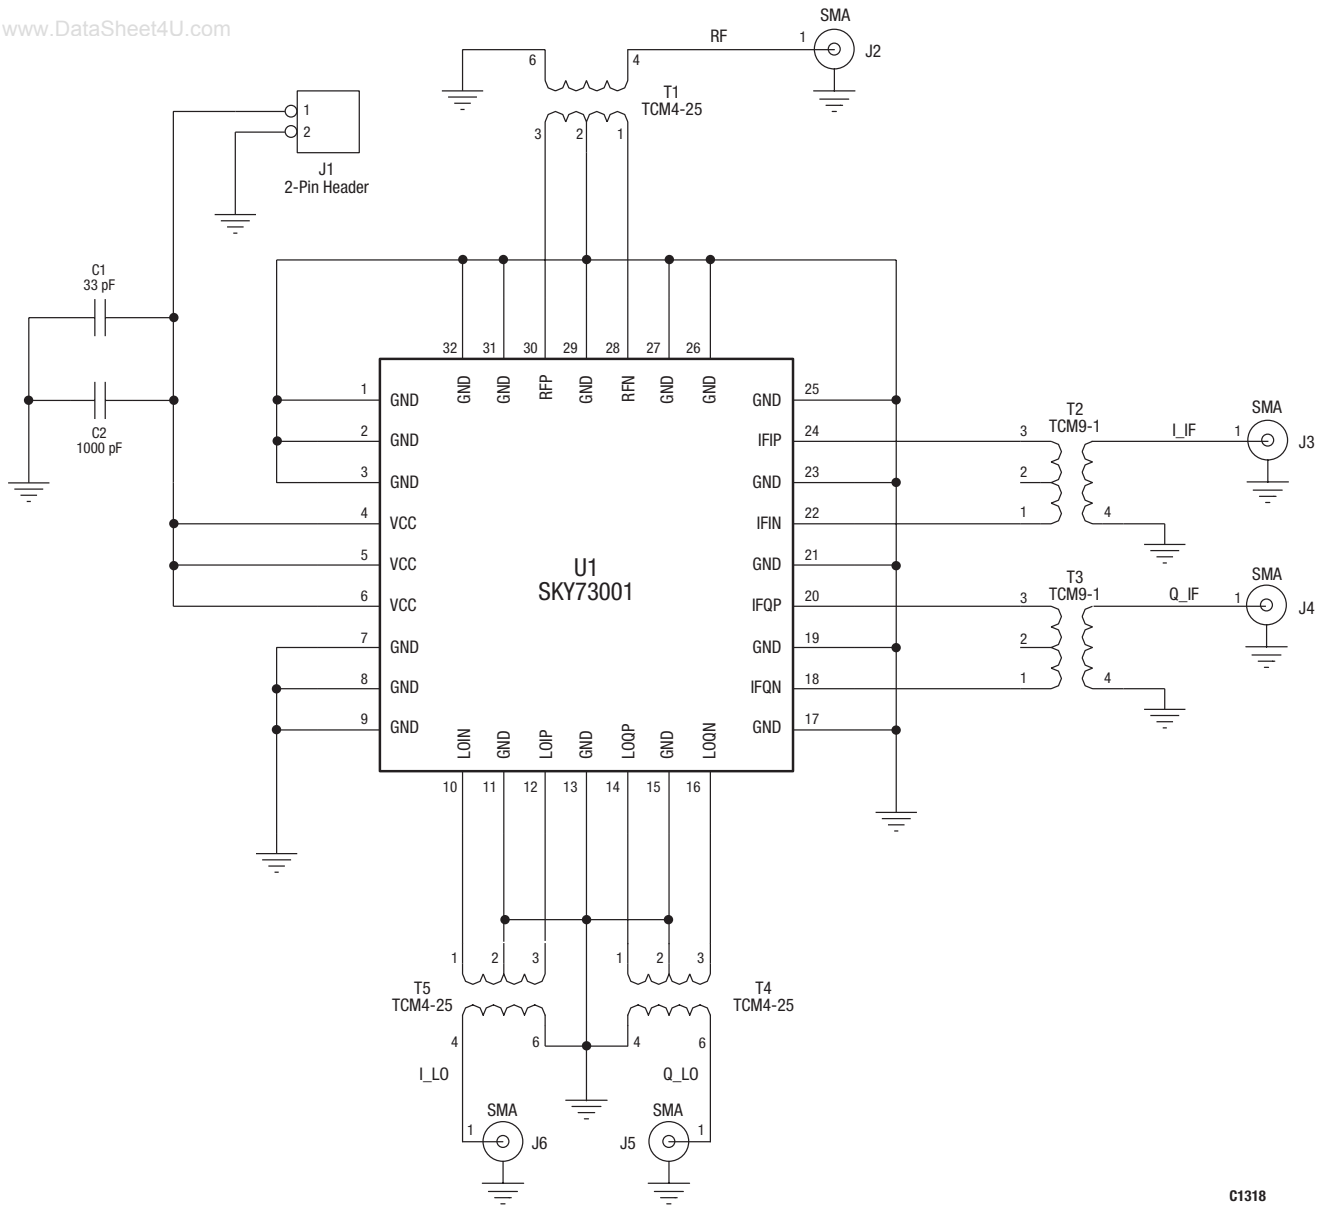 www.DataSheet4U.com
SMA
RF
1
J2
6
4
T1
TCM4-25
3
2
1
1
2
J1
2-Pin Header
C1
33 pF
C2
1000 pF
32
31
30
29
28
27
26
GND
GND
RFP
GND
RFN
GND
GND
1
GND
2
GND
3
GND
4
VCC
5
VCC
6
VCC
7
GND
8
GND
9
GND
U1
SKY73001
GND
25
IFIP
24
GND
23
IFIN
22
GND
21
IFQP
20
GND
19
IFQN
18
GND
17
T2
TCM9-1
3
2
1
4
I_IF
SMA
1
J3
T3
TCM9-1
3
2
1
4
Q_IF
SMA
1
J4
LOIN
GND
LOIP
GND
LOQP
GND
LOQN
10
11
12
13
14
15
16
1
2
3
1
2
3
T5
TCM4-25
T4
TCM4-25
4
6
4
6
I_LO
Q_LO
SMA
SMA
1
J6
J5
1
C1318